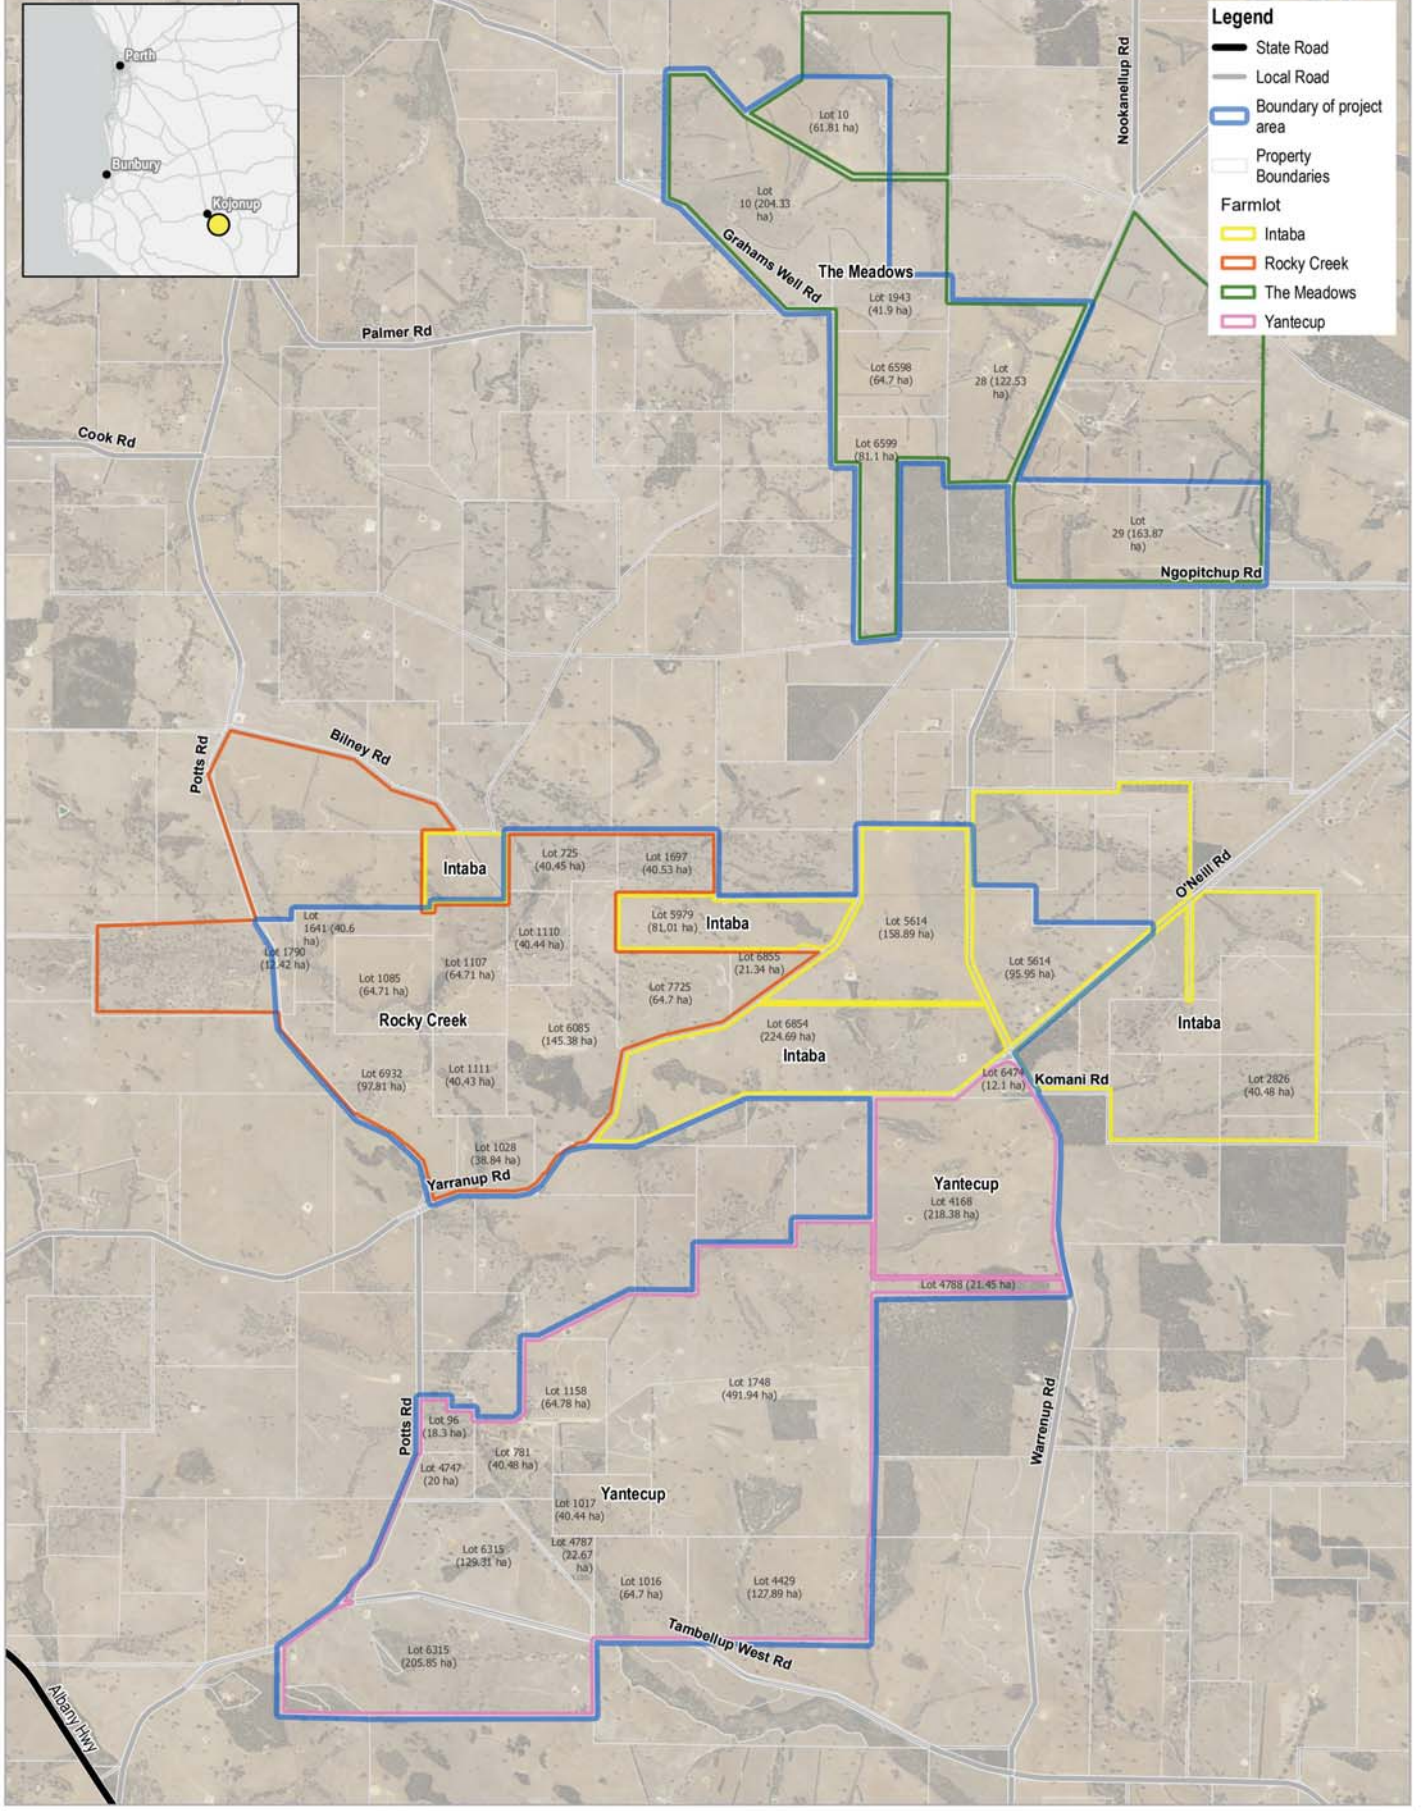 Perth
Bunbury
Kojonup
Legend
State Road
Local Road
Boundary of project
area
Property
Boundaries
Farmlot
Intaba
Rocky Creek
The Meadows
Yantecup
Nookanellup Rd
Lot 10
(61.81 ha)
Lot
10 (204.33
ha)
Grahams Well Rd
The Meadows
Lot 1943
(41.9 ha)
Palmer Rd
Lot 6598
(64.7 ha)
Lot
28 (122.53
ha)
Cook Rd
Lot 6599
(81.1 ha)
Lot
29 (163.87
ha)
Ngopitchup Rd
Potts Rd
Bilney Rd
Intaba
Lot 725
(40.45 ha)
Lot 1697
(40.53 ha)
O'Neill Rd
Lot
1641 (40.6
ha)
Lot 1790
(12.42 ha)
Lot 1110
(40.44 ha)
Lot 5979
(81.01 ha)
Intaba
Lot 5614
(158.89 ha)
Lot 6855
(21.34 ha)
Lot 5614
(95.95 ha)
Lot 1085
(64.71 ha)
Lot 1107
(64.71 ha)
Lot 7725
(64.7 ha)
Rocky Creek
Lot 6085
(145.38 ha)
Lot 6854
(224.69 ha)
Intaba
Intaba
Lot 6932
(97.81 ha)
Lot 1111
(40.43 ha)
Lot 6474
(12.1 ha)
Komani Rd
Lot 2826
(40.48 ha)
Lot 1028
(38.84 ha)
Yarranup Rd
Yantecup
Lot 4168
(218.38 ha)
Lot 4788 (21.45 ha)
Lot 1158
(64.78 ha)
Lot 1748
(491.94 ha)
Potts Rd
Lot 96
(18.3 ha)
Warrenup Rd
Lot 4747
(20 ha)
Lot 781
(40.48 ha)
Yantecup
Lot 1017
(40.44 ha)
Lot 6315
(129.31 ha)
Lot 4787
(22.67
ha)
Lot 1016
(64.7 ha)
Lot 4429
(127.89 ha)
Tambellup West Rd
Lot 6315
(205.85 ha)
Albany Hwy